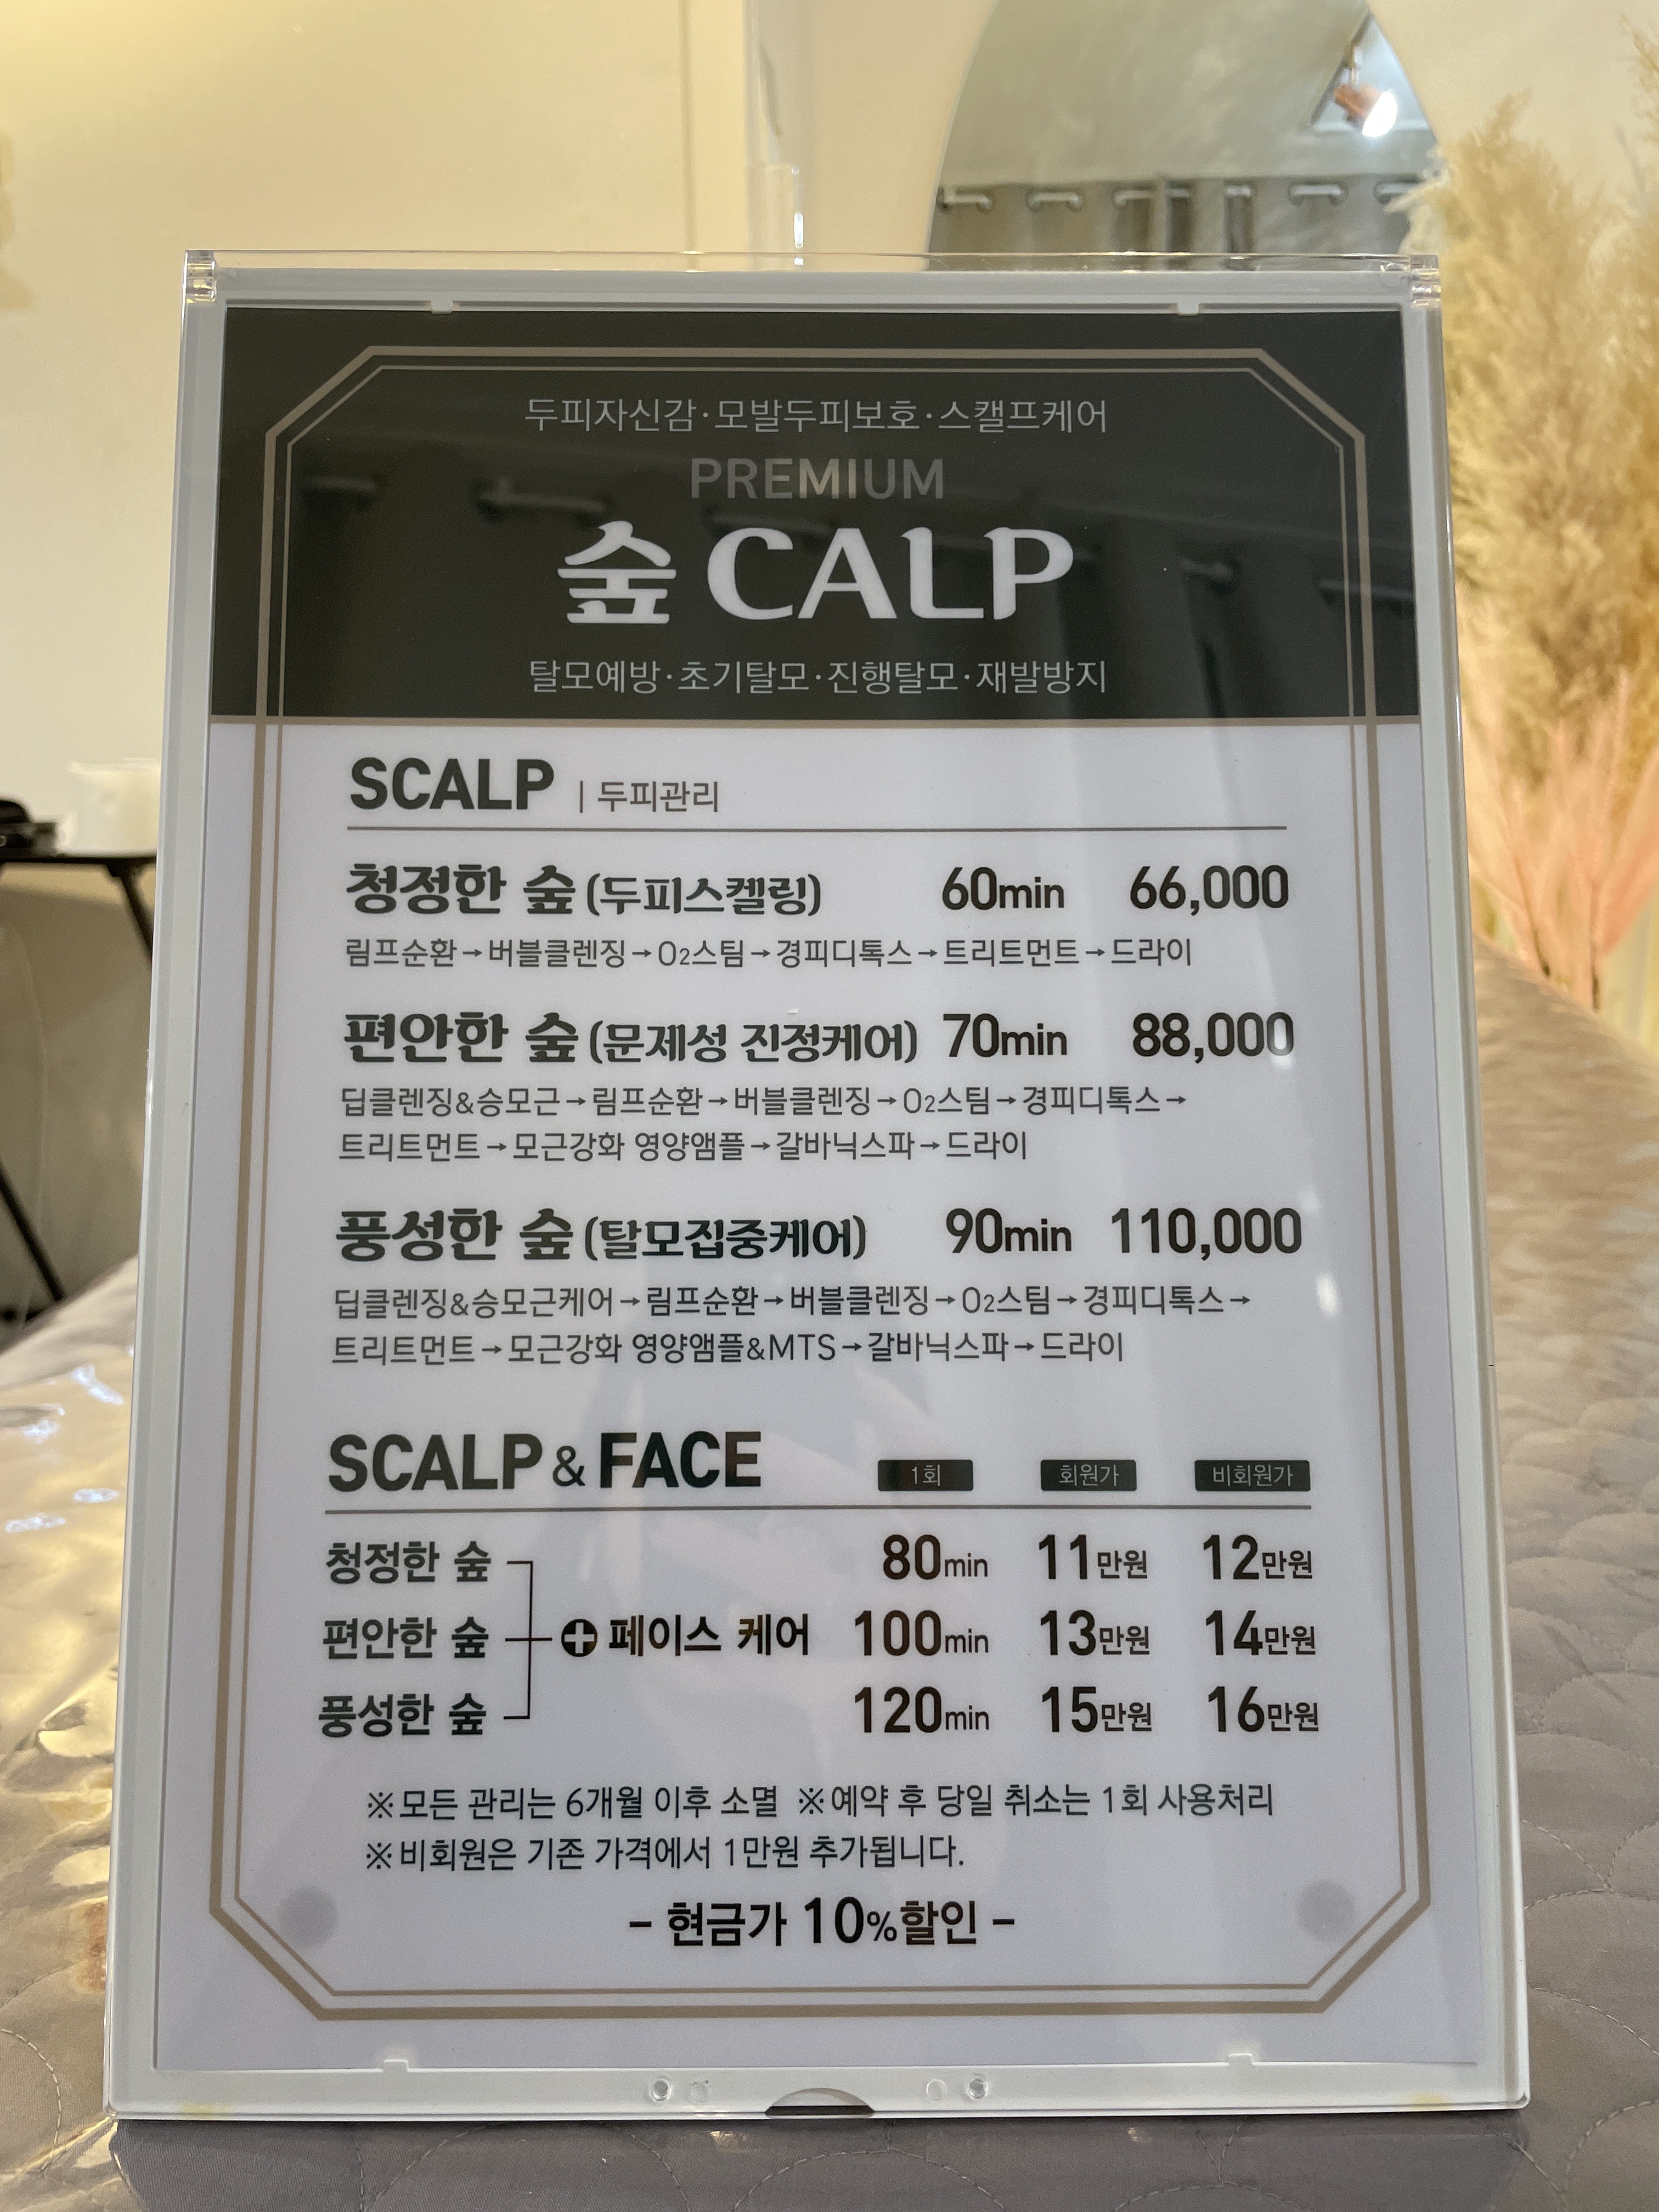 두피자신감·모발두피보호·스캘프케어
PREMIUM
숲 CALP
탈모예방·초기탈모·진행탈모·재발방지
SCALP | 두피관리
청정한 숲 (두피스켈링) 60min 66,000
림프순환→버블클렌징→O₂스팀→경피디톡스→트리트먼트→드라이
편안한 숲 (문제성 진정케어) 70min 88,000
딥클렌징&승모근→림프순환→버블클렌징→O₂스팀→경피디톡스→
트리트먼트→모근강화 영양앰플→갈바닉스파→드라이
풍성한 숲 (탈모집중케어) 90min 110,000
딥클렌징&승모근케어→림프순환→버블클렌징→O₂스팀→경피디톡스→
트리트먼트→모근강화 영양앰플&MTS→갈바닉스파→드라이
SCALP & FACE 1회 회원가 비회원가
청정한 숲 80min 11만원 12만원
편안한 숲 ⊕ 페이스 케어 100min 13만원 14만원
풍성한 숲 120min 15만원 16만원
※모든 관리는 6개월 이후 소멸 ※예약 후 당일 취소는 1회 사용처리
※비회원은 기존 가격에서 1만원 추가됩니다.
- 현금가 10%할인 -